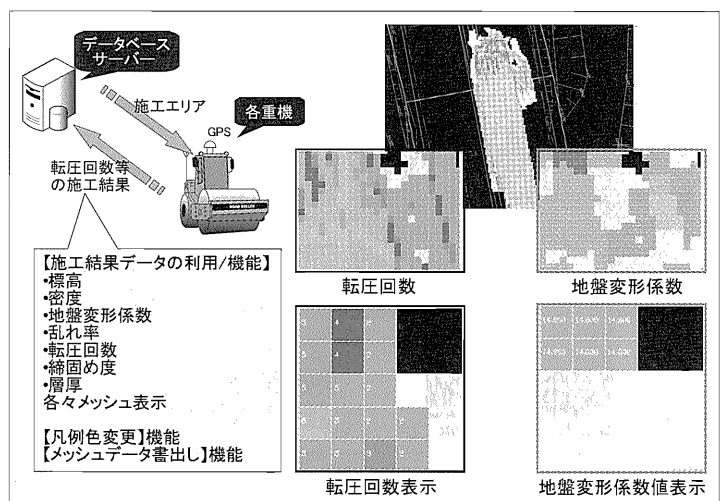 データベース
サーバー
施工エリア
各重機
GPS
転圧回数等
の施工結果
ROAD ROLLER
【施工結果データの利用/機能】
•標高
•密度
•地盤変形係数
•乱れ率
•転圧回数
•締固め度
•層厚
各々メッシュ表示
【凡例色変更】機能
【メッシュデータ書出し】機能
転圧回数
地盤変形係数
転圧回数表示
地盤変形係数値表示